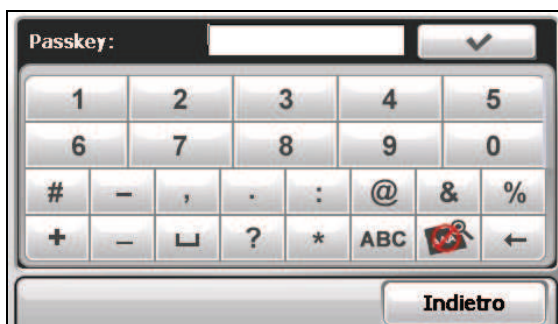 Passkey:
1 2 3 4 5
6 7 8 9 0
# – , . : @ & %
+ _ ␣ ? * ABC ←
Indietro